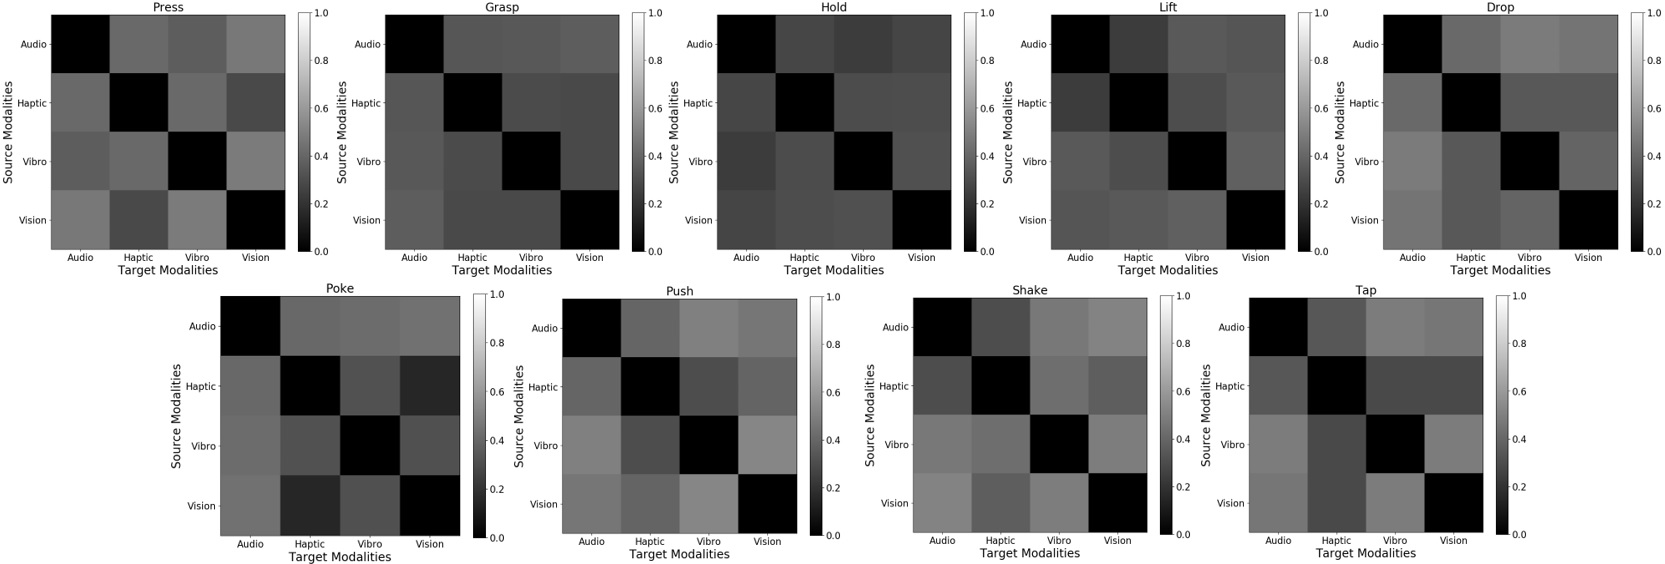 Press
1.0
0.8
0.6
0.4
0.2
0.0
Audio
Haptic
Vibro
Vision
Source Modalities
Audio Haptic Vibro Vision
Target Modalities
Grasp
1.0
0.8
0.6
0.4
0.2
0.0
Audio
Haptic
Vibro
Vision
Source Modalities
Audio Haptic Vibro Vision
Target Modalities
Hold
1.0
0.8
0.6
0.4
0.2
0.0
Audio
Haptic
Vibro
Vision
Source Modalities
Audio Haptic Vibro Vision
Target Modalities
Lift
1.0
0.8
0.6
0.4
0.2
0.0
Audio
Haptic
Vibro
Vision
Source Modalities
Audio Haptic Vibro Vision
Target Modalities
Drop
1.0
0.8
0.6
0.4
0.2
0.0
Audio
Haptic
Vibro
Vision
Source Modalities
Audio Haptic Vibro Vision
Target Modalities
Poke
1.0
0.8
0.6
0.4
0.2
0.0
Audio
Haptic
Vibro
Vision
Source Modalities
Audio Haptic Vibro Vision
Target Modalities
Push
1.0
0.8
0.6
0.4
0.2
0.0
Audio
Haptic
Vibro
Vision
Source Modalities
Audio Haptic Vibro Vision
Target Modalities
Shake
1.0
0.8
0.6
0.4
0.2
0.0
Audio
Haptic
Vibro
Vision
Source Modalities
Audio Haptic Vibro Vision
Target Modalities
Tap
1.0
0.8
0.6
0.4
0.2
0.0
Audio
Haptic
Vibro
Vision
Source Modalities
Audio Haptic Vibro Vision
Target Modalities